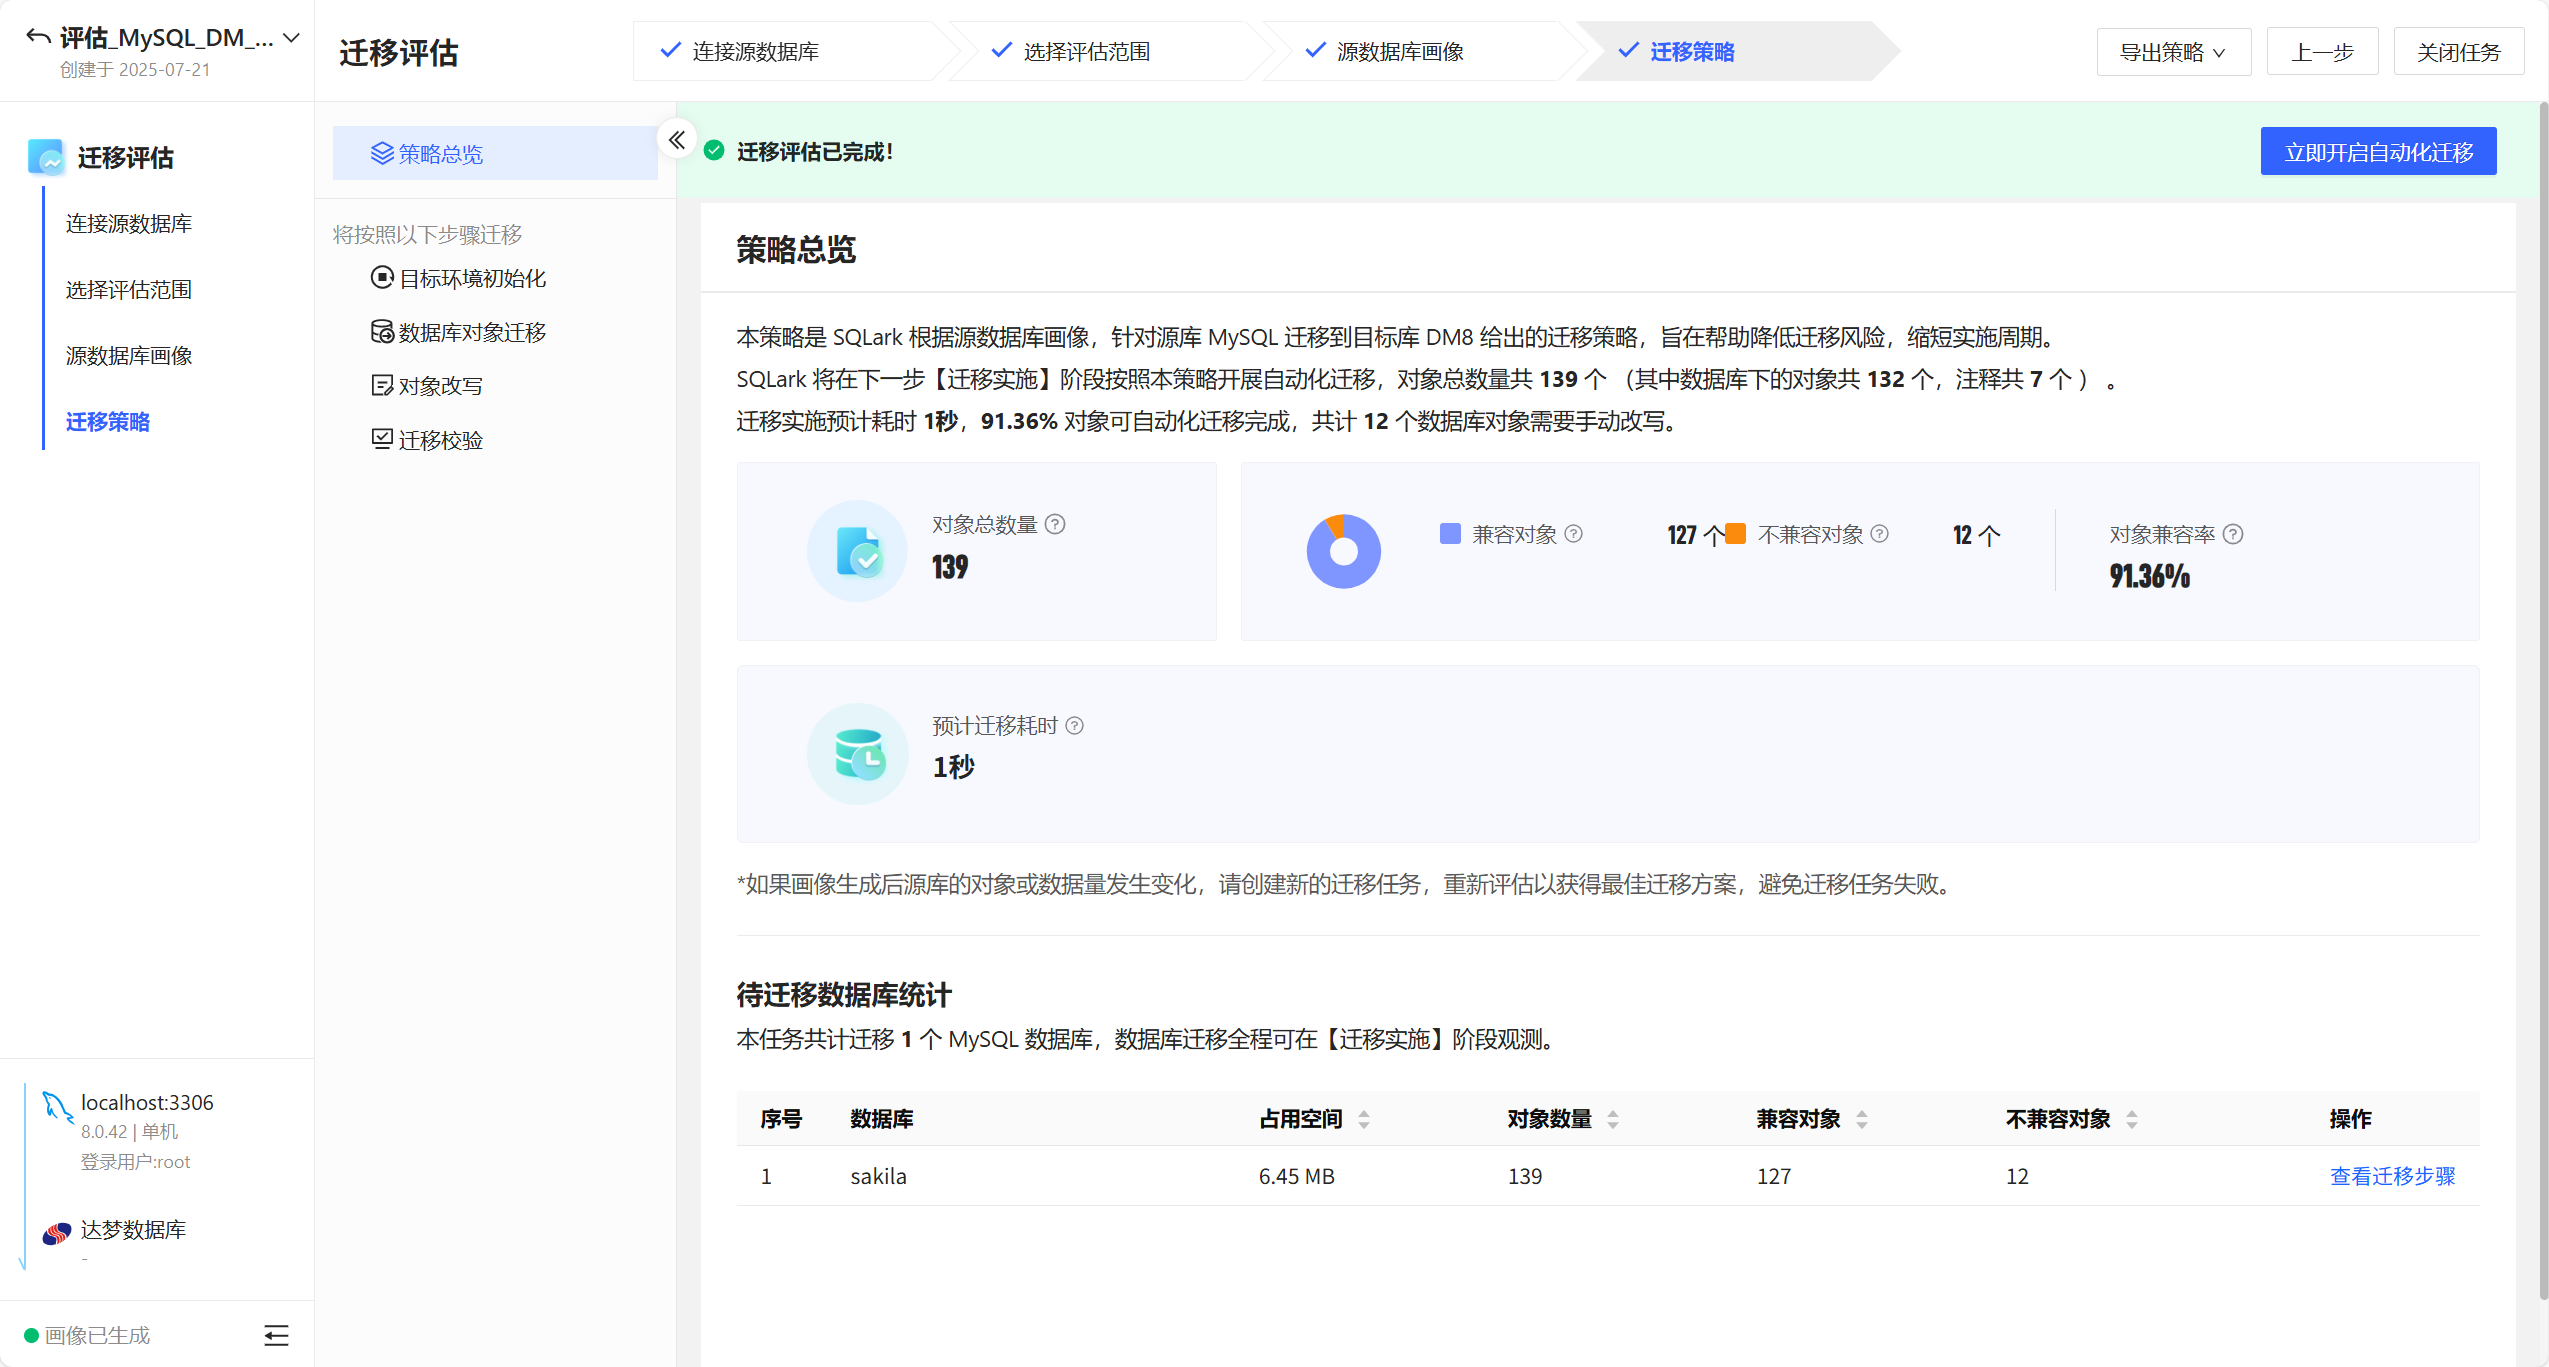 评估_MySQL_DM_...
创建于 2025-07-21
迁移评估
连接源数据库
选择评估范围
源数据库画像
迁移策略
导出策略
上一步
关闭任务
迁移评估
连接源数据库
选择评估范围
源数据库画像
迁移策略
localhost:3306
8.0.42 | 单机
登录用户:root
达梦数据库
-
画像已生成
策略总览
将按照以下步骤迁移
目标环境初始化
数据库对象迁移
对象改写
迁移校验
迁移评估已完成！
立即开启自动化迁移
策略总览
本策略是 SQLark 根据源数据库画像，针对源库 MySQL 迁移到目标库 DM8 给出的迁移策略，旨在帮助降低迁移风险，缩短实施周期。
SQLark 将在下一步【迁移实施】阶段按照本策略开展自动化迁移，对象总数量共 139 个 （其中数据库下的对象共 132 个，注释共 7 个 ） 。
迁移实施预计耗时 1秒，91.36% 对象可自动化迁移完成，共计 12 个数据库对象需要手动改写。
对象总数量
139
兼容对象 127 个
不兼容对象 12 个
对象兼容率
91.36%
预计迁移耗时
1秒
*如果画像生成后源库的对象或数据量发生变化，请创建新的迁移任务，重新评估以获得最佳迁移方案，避免迁移任务失败。
待迁移数据库统计
本任务共计迁移 1 个 MySQL 数据库，数据库迁移全程可在【迁移实施】阶段观测。
序号 数据库 占用空间 对象数量 兼容对象 不兼容对象 操作
1 sakila 6.45 MB 139 127 12 查看迁移步骤